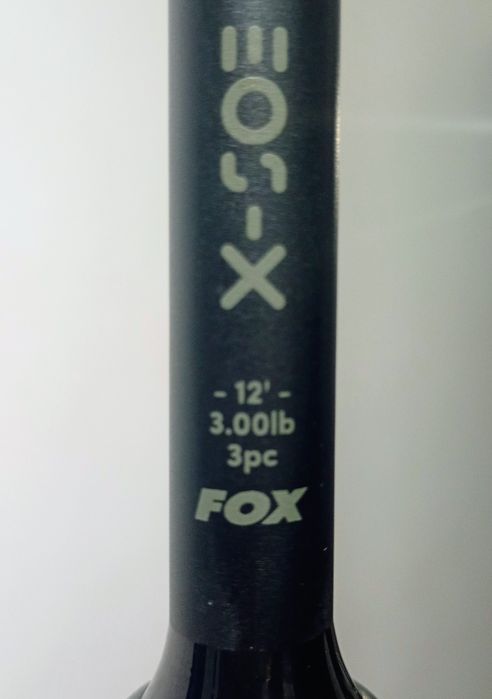 EOS-X
- 12' -
3.00lb
3pc
FOX